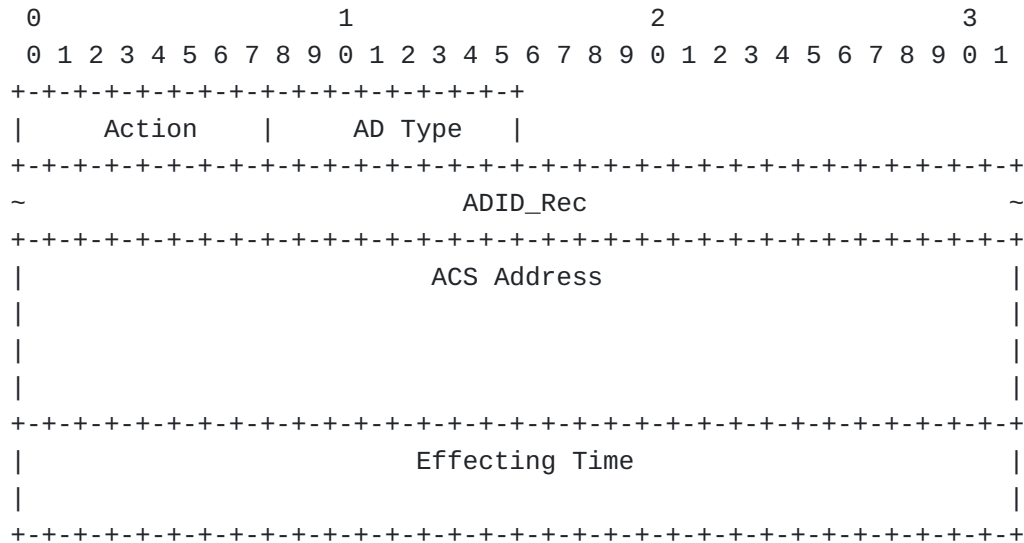 0                   1                   2                   3
 0 1 2 3 4 5 6 7 8 9 0 1 2 3 4 5 6 7 8 9 0 1 2 3 4 5 6 7 8 9 0 1
+-+-+-+-+-+-+-+-+-+-+-+-+-+-+-+-+
|     Action    |     AD Type   |
+-+-+-+-+-+-+-+-+-+-+-+-+-+-+-+-+-+-+-+-+-+-+-+-+-+-+-+-+-+-+-+-+
~                            ADID_Rec                           ~
+-+-+-+-+-+-+-+-+-+-+-+-+-+-+-+-+-+-+-+-+-+-+-+-+-+-+-+-+-+-+-+-+
|                          ACS Address                          |
|                                                               |
|                                                               |
|                                                               |
+-+-+-+-+-+-+-+-+-+-+-+-+-+-+-+-+-+-+-+-+-+-+-+-+-+-+-+-+-+-+-+-+
|                         Effecting Time                        |
|                                                               |
+-+-+-+-+-+-+-+-+-+-+-+-+-+-+-+-+-+-+-+-+-+-+-+-+-+-+-+-+-+-+-+-+